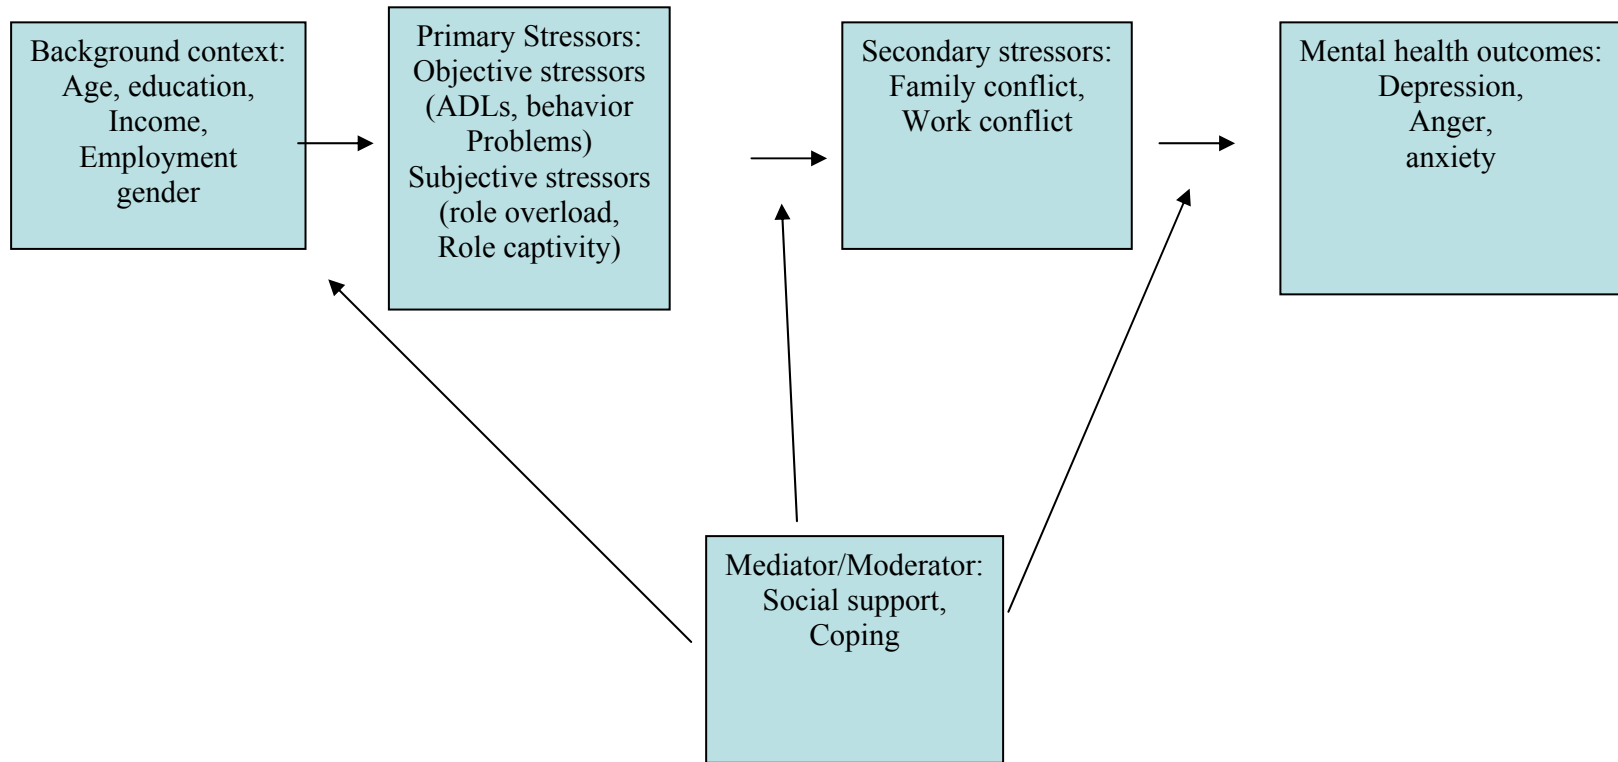 Background context:
Age, education,
Income,
Employment
gender
Primary Stressors:
Objective stressors
(ADLs, behavior
Problems)
Subjective stressors
(role overload,
Role captivity)
Secondary stressors:
Family conflict,
Work conflict
Mental health outcomes:
Depression,
Anger,
anxiety
Mediator/Moderator:
Social support,
Coping